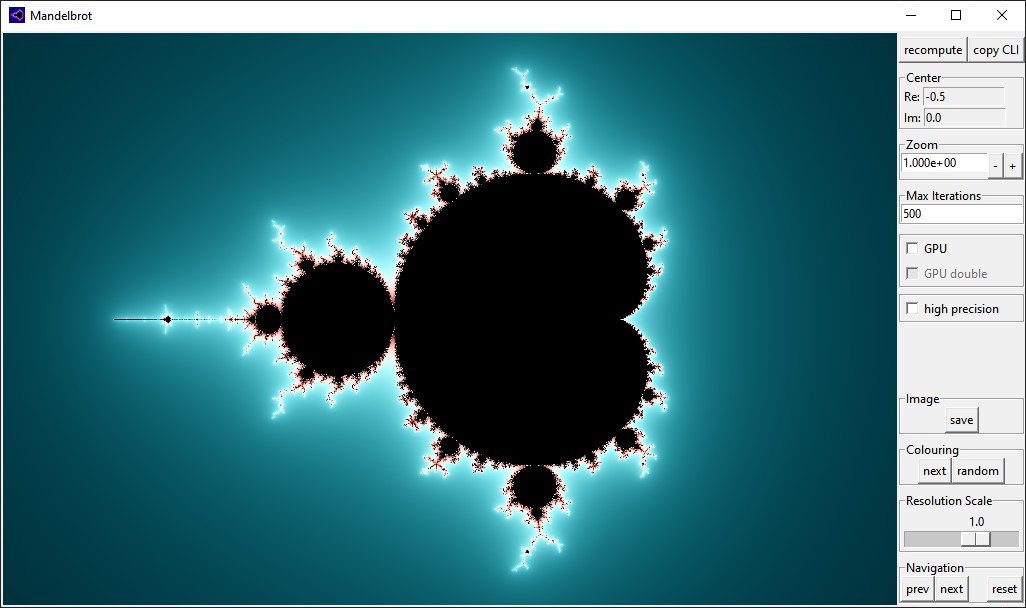 Mandelbrot
recompute copy CLI
Center
Re: -0.5
Im: 0.0
Zoom
1.000e+00 - +
Max Iterations
500
GPU
GPU double
high precision
Image
save
Colouring
next random
Resolution Scale
1.0
Navigation
prev next reset